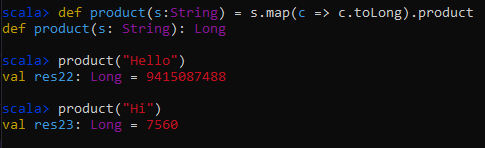 scala> def product(s:String) = s.map(c => c.toLong).product
def product(s: String): Long
scala> product("Hello")
val res22: Long = 9415087488
scala> product("Hi")
val res23: Long = 7560